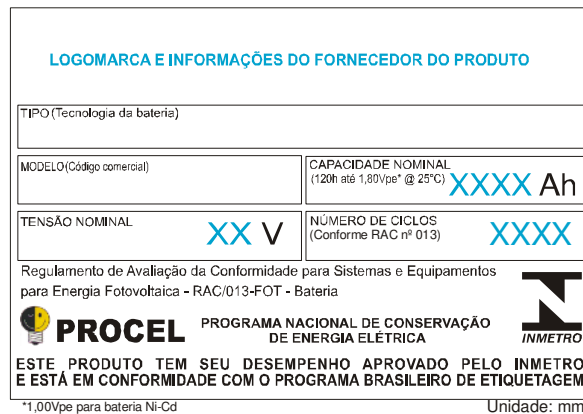 LOGOMARCA E INFORMAÇÕES DO FORNECEDOR DO PRODUTO
TIPO (Tecnologia da bateria)
MODELO (Código comercial)
CAPACIDADE NOMINAL
(120h até 1,80Vpe* @ 25°C) XXXX Ah
TENSÃO NOMINAL XX V
NÚMERO DE CICLOS
(Conforme RAC nº 013) XXXX
Regulamento de Avaliação da Conformidade para Sistemas e Equipamentos
para Energia Fotovoltaica - RAC/013-FOT - Bateria
PROCEL
PROGRAMA NACIONAL DE CONSERVAÇÃO
DE ENERGIA ELÉTRICA
INMETRO
ESTE PRODUTO TEM SEU DESEMPENHO APROVADO PELO INMETRO
E ESTÁ EM CONFORMIDADE COM O PROGRAMA BRASILEIRO DE ETIQUETAGEM
*1,00Vpe para bateria Ni-Cd
Unidade: mm